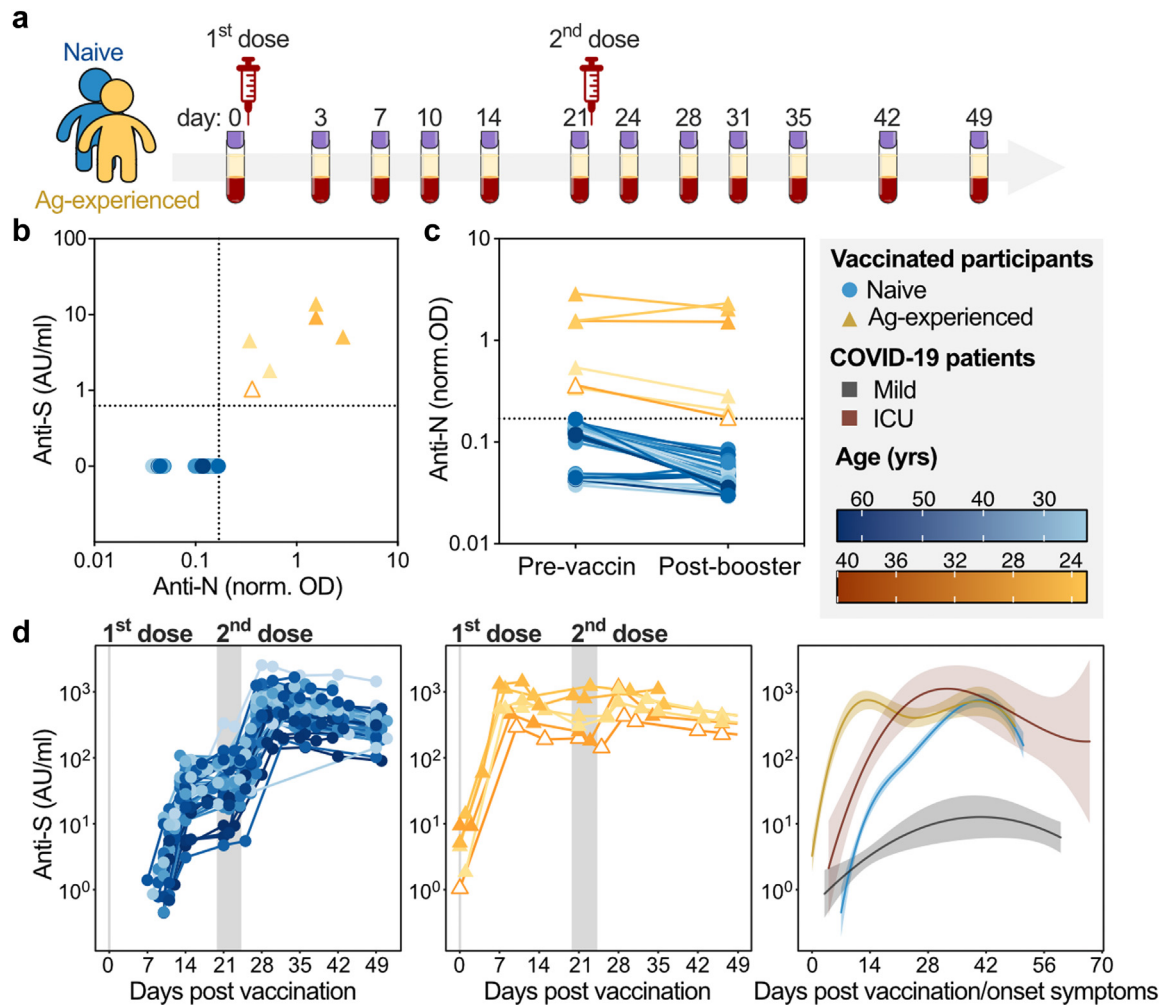 a
Naive
Ag-experienced
1st dose
2nd dose
day: 0 3 7 10 14 21 24 28 31 35 42 49
b
Anti-S (AU/ml)
100
10
1
0
0.01 0.1 1 10
Anti-N (norm. OD)
c
Anti-N (norm.OD)
10
1
0.1
0.01
Pre-vaccin Post-booster
Vaccinated participants
Naive
Ag-experienced
COVID-19 patients
Mild
ICU
Age (yrs)
60 50 40 30
40 36 32 28 24
d
1st dose 2nd dose
Anti-S (AU/ml)
10³
10²
10¹
10⁰
0 7 14 21 28 35 42 49
Days post vaccination
1st dose 2nd dose
10³
10²
10¹
10⁰
0 7 14 21 28 35 42 49
Days post vaccination
10³
10²
10¹
10⁰
0 14 28 42 56 70
Days post vaccination/onset symptoms